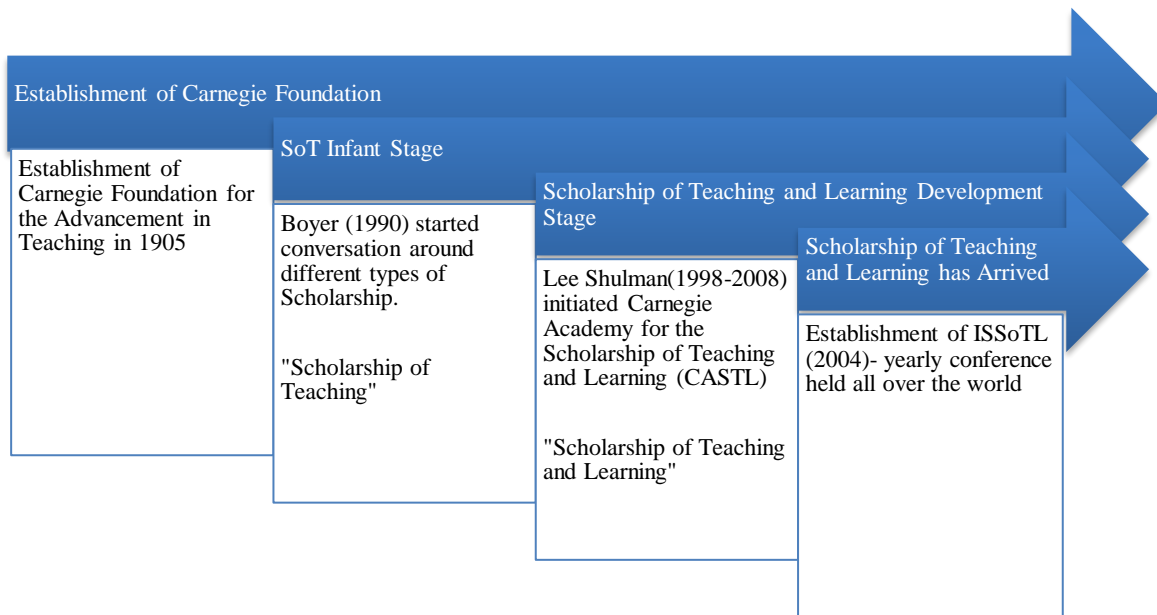 Establishment of Carnegie Foundation
Establishment of
Carnegie Foundation for
the Advancement in
Teaching in 1905
SoT Infant Stage
Boyer (1990) started
conversation around
different types of
Scholarship.
"Scholarship of
Teaching"
Scholarship of Teaching and Learning Development
Stage
Lee Shulman(1998-2008)
initiated Carnegie
Academy for the
Scholarship of Teaching
and Learning (CASTL)
"Scholarship of Teaching
and Learning"
Scholarship of Teaching
and Learning has Arrived
Establishment of ISSoTL
(2004)- yearly conference
held all over the world